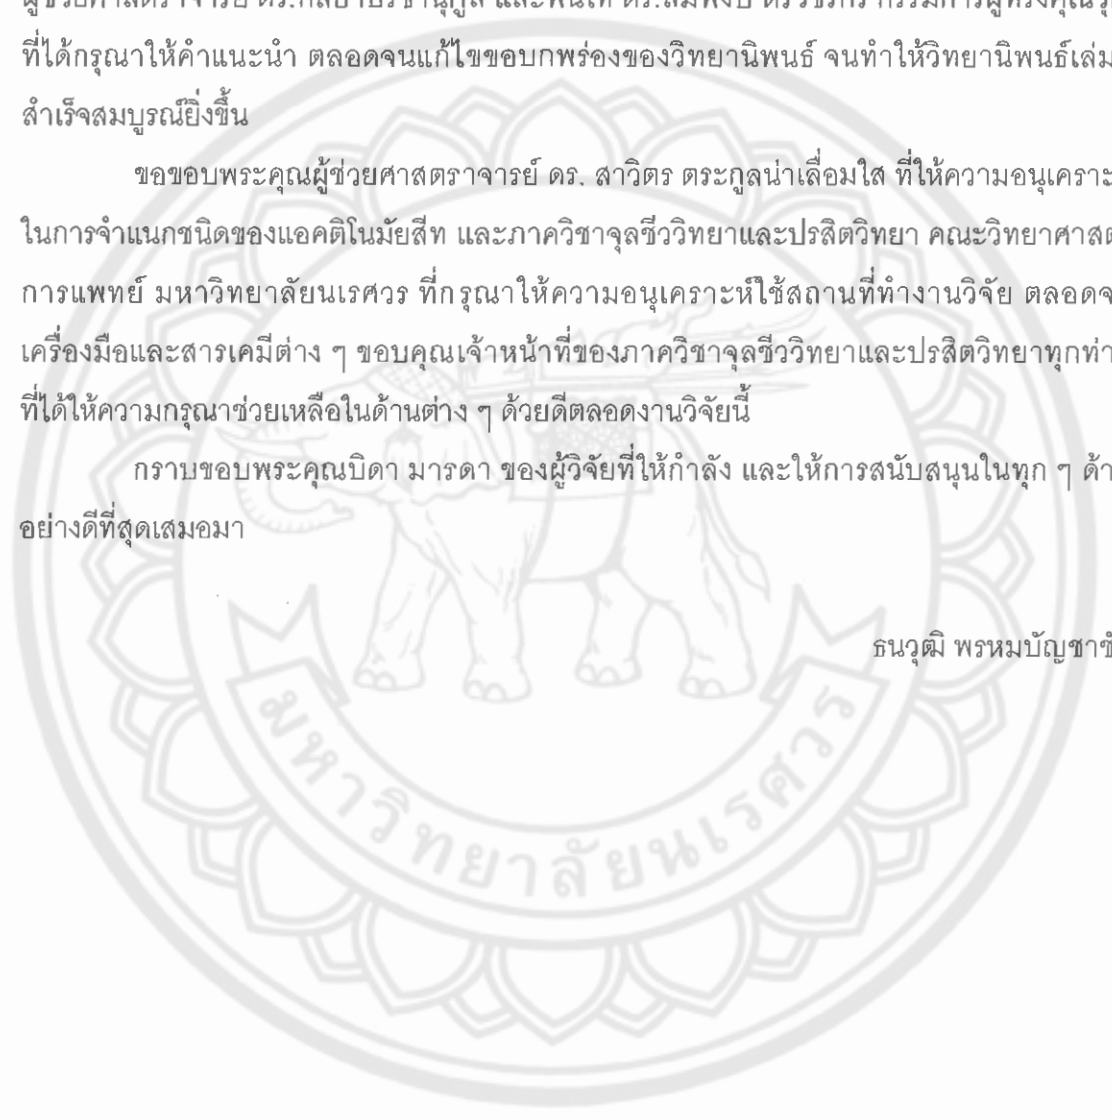 ที่ได้กรุณาให้คำแนะนำ ตลอดจนแก้ไขขอบกพร่องของวิทยานิพนธ์ จนทำให้วิทยานิพนธ์เล่ม
สำเร็จสมบูรณ์ยิ่งขึ้น
ขอขอบพระคุณผู้ช่วยศาสตราจารย์ ดร. สาวิตร ตระกูลน่าเลื่อมใส ที่ให้ความอนุเคราะ
ในการจำแนกชนิดของแอคติโนมัยสีท และภาควิชาจุลชีววิทยาและปรสิตวิทยา คณะวิทยาศาสต
การแพทย์ มหาวิทยาลัยนเรศวร ที่กรุณาให้ความอนุเคราะห์ใช้สถานที่ทำงานวิจัย ตลอดจ
เครื่องมือและสารเคมีต่าง ๆ ขอบคุณเจ้าหน้าที่ของภาควิชาจุลชีววิทยาและปรสิตวิทยาทุกท่า
ที่ได้ให้ความกรุณาช่วยเหลือในด้านต่าง ๆ ด้วยดีตลอดงานวิจัยนี้
กราบขอบพระคุณบิดา มารดา ของผู้วิจัยที่ให้กำลัง และให้การสนับสนุนในทุก ๆ ด้า
อย่างดีที่สุดเสมอมา
ธนวุฒิ พรหมบัญชาช
มหาวิทยาลัยนเรศวร